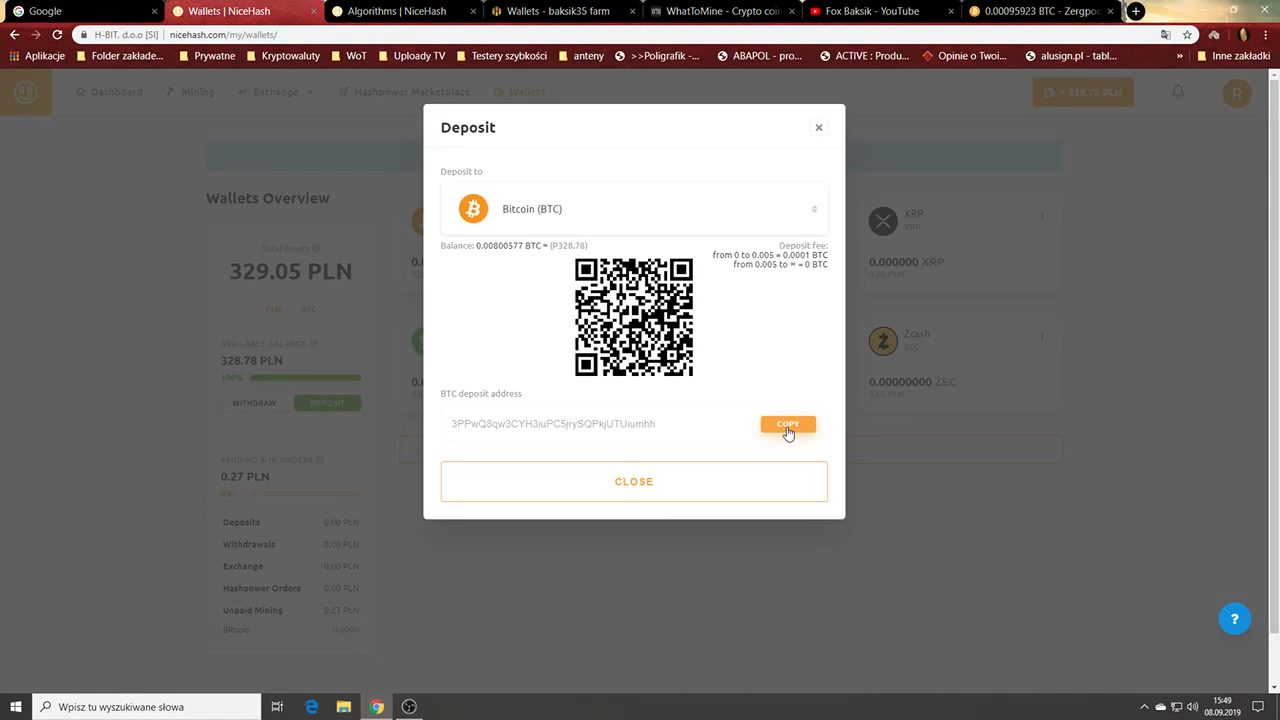 Google
Wallets | NiceHash
Algorithms | NiceHash
Wallets - baksik35 farm
WhatToMine - Crypto coin
Fox Baksik - YouTube
0.00095923 BTC - Zergpoo
H-BIT, d.o.o [SI] | nicehash.com/my/wallets/
Aplikacje
Folder zakładek...
Prywatne
Kryptowaluty
WoT
Uploady TV
Testery szybkości
anteny
>>Poligrafik -...
ABAPOL - pro...
ACTIVE : Produ...
Opinie o Twoi...
alusign.pl - tabl...
»
Inne zakładki
Dashboard
Mining
Exchange
Hashpower Marketplace
Wallets
~ 329.78 PLN
R
Deposit
Deposit to
Bitcoin (BTC)
Balance: 0.00800577 BTC ≈ (P328.78)
Deposit fee:
from 0 to 0.005 = 0.0001 BTC
from 0.005 to ∞ = 0 BTC
BTC deposit address
3PPwQ8qw3CYH3iuPC5jrySQPkjUTUiumhh
COPY
CLOSE
Wallets Overview
Total Assets
329.05 PLN
PLN
BTC
AVAILABLE BALANCE
328.78 PLN
100%
WITHDRAW
DEPOSIT
PENDING & IN ORDERS
0.27 PLN
0%
Deposits 0.00 PLN
Withdrawals 0.00 PLN
Exchange 0.00 PLN
Hashpower Orders 0.00 PLN
Unpaid Mining 0.27 PLN
Bitcoin
XRP
XRP
0.000000 XRP
0.00 PLN
Zcash
ZEC
0.00000000 ZEC
0.00 PLN
?
Wpisz tu wyszukiwane słowa
15:49
08.09.2019